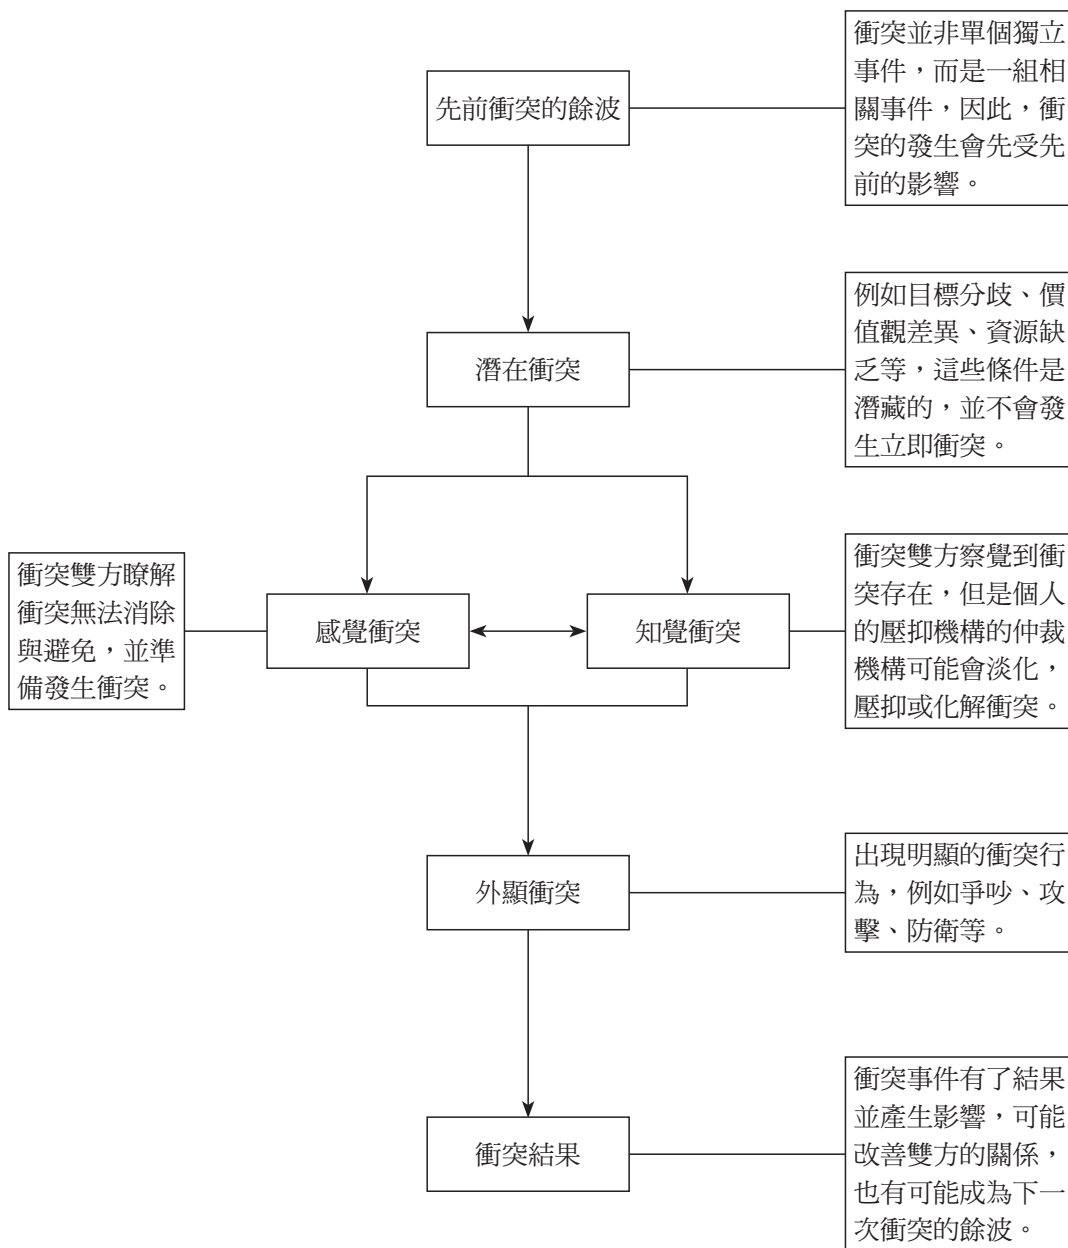 衝突並非單個獨立
事件，而是一組相
關事件，因此，衝
突的發生會先受先
前的影響。
先前衝突的餘波
例如目標分歧、價
值觀差異、資源缺
乏等，這些條件是
潛藏的，並不會發
生立即衝突。
潛在衝突
衝突雙方瞭解
衝突無法消除
與避免，並準
備發生衝突。
感覺衝突
知覺衝突
衝突雙方察覺到衝
突存在，但是個人
的壓抑機構的仲裁
機構可能會淡化，
壓抑或化解衝突。
外顯衝突
出現明顯的衝突行
為，例如爭吵、攻
擊、防衛等。
衝突結果
衝突事件有了結果
並產生影響，可能
改善雙方的關係，
也有可能成為下一
次衝突的餘波。